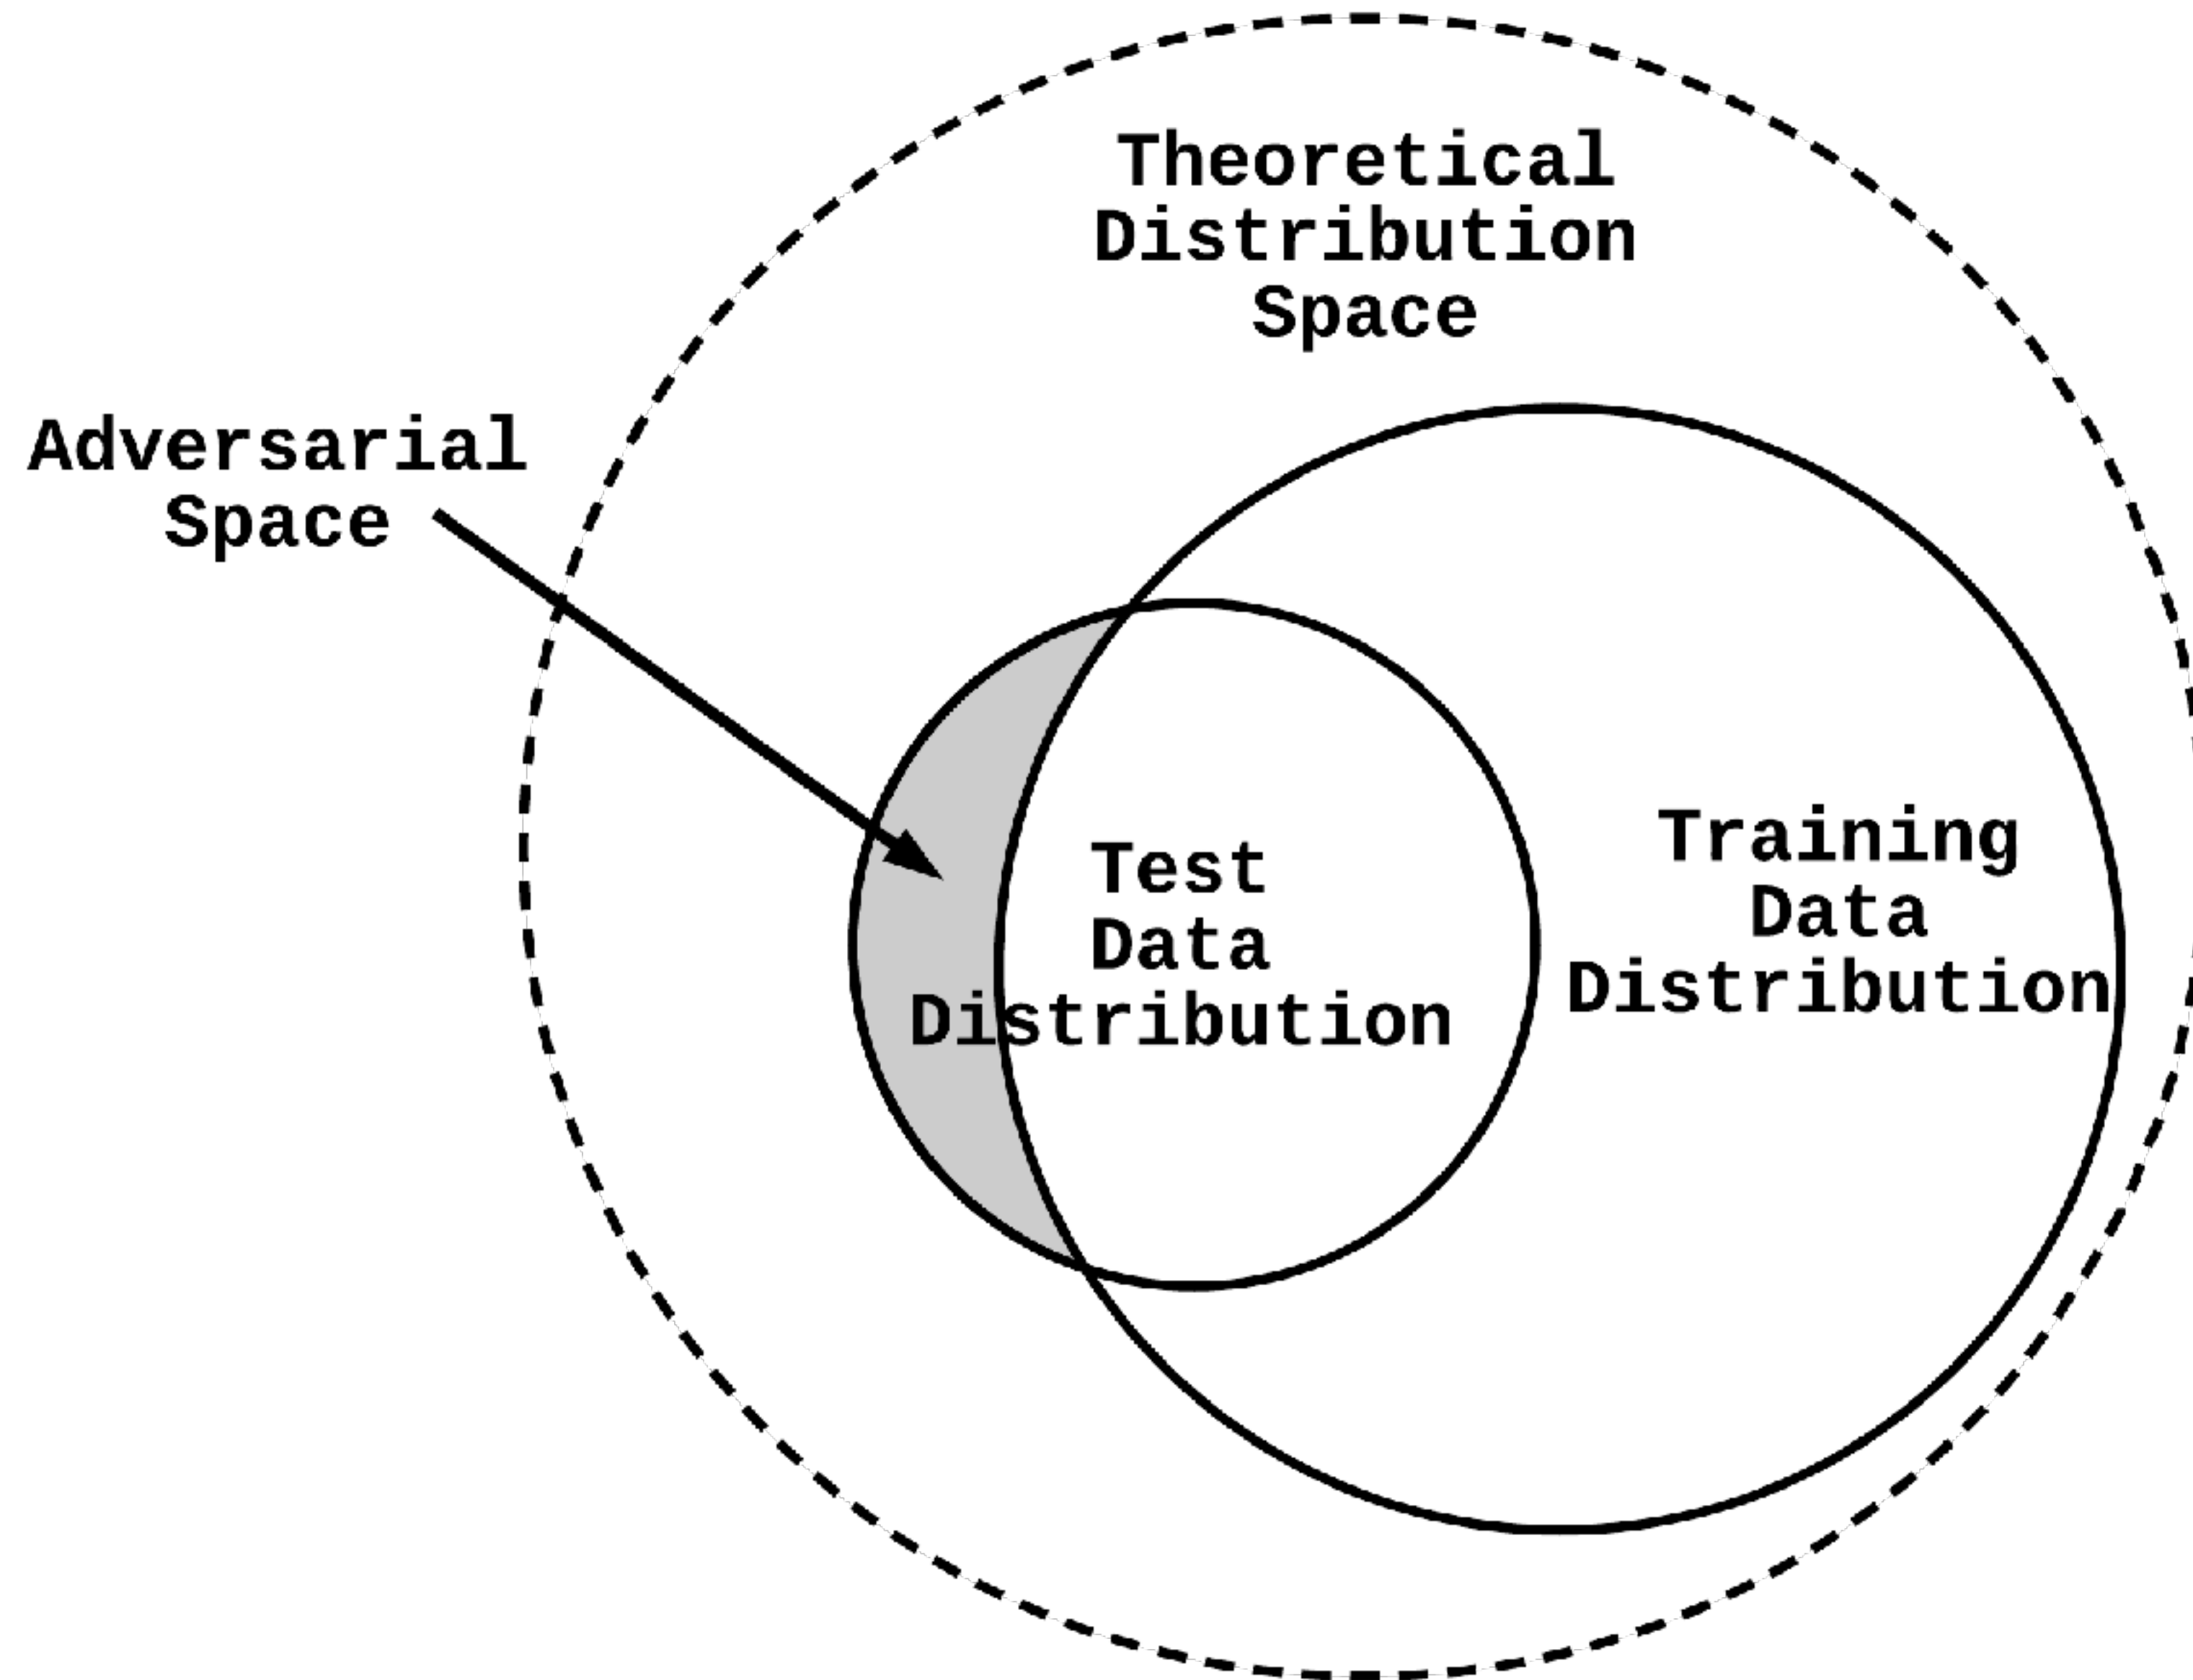 Theoretical
Distribution
Space
Adversarial
Space
Test
Data
Distribution
Training
Data
Distribution